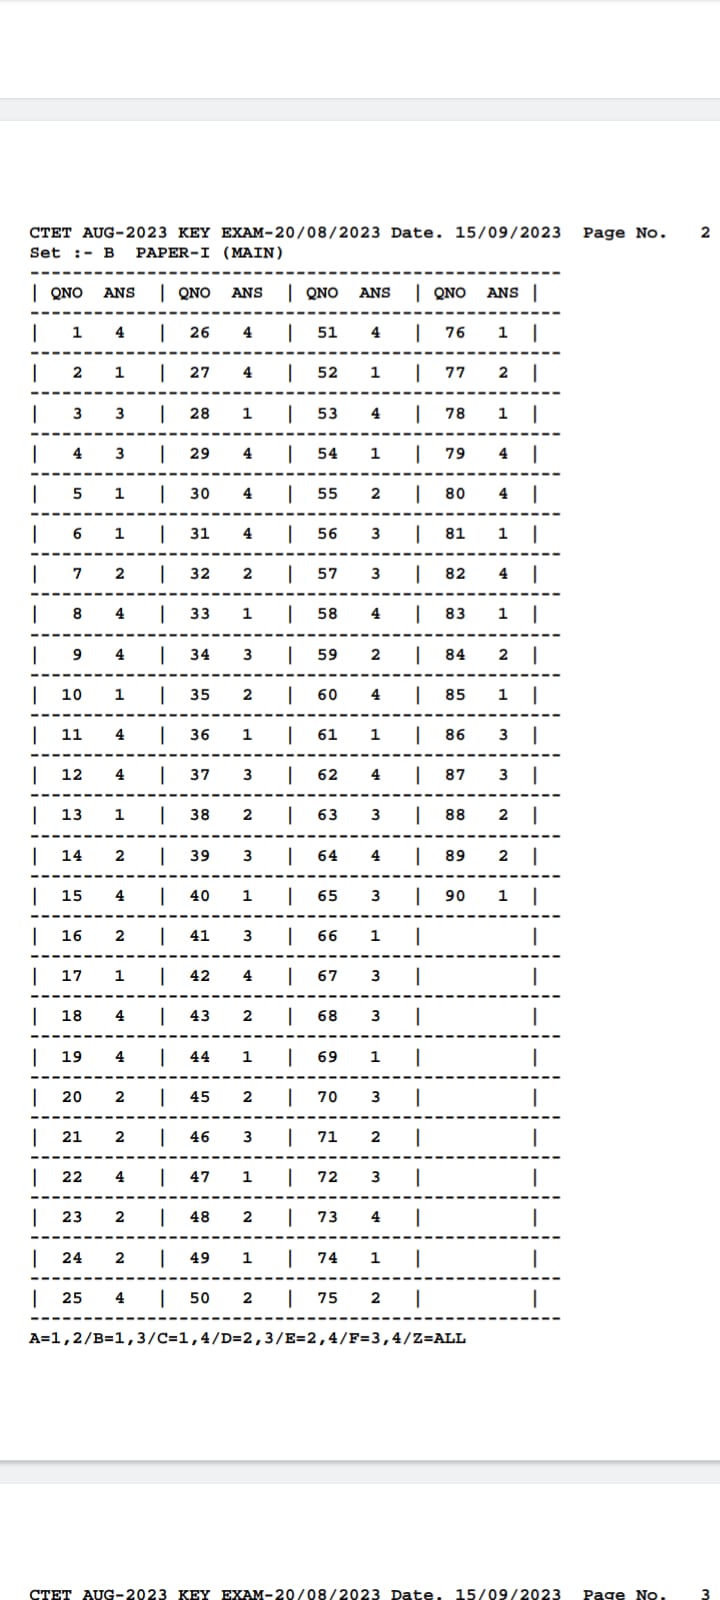 CTET AUG-2023 KEY EXAM-20/08/2023 Date. 15/09/2023 Page No. 2
Set :- B PAPER-I (MAIN)
| QNO ANS | QNO ANS | QNO ANS | QNO ANS |
| 1 4 | 26 4 | 51 4 | 76 1 |
| 2 1 | 27 4 | 52 1 | 77 2 |
| 3 3 | 28 1 | 53 4 | 78 1 |
| 4 3 | 29 4 | 54 1 | 79 4 |
| 5 1 | 30 4 | 55 2 | 80 4 |
| 6 1 | 31 4 | 56 3 | 81 1 |
| 7 2 | 32 2 | 57 3 | 82 4 |
| 8 4 | 33 1 | 58 4 | 83 1 |
| 9 4 | 34 3 | 59 2 | 84 2 |
| 10 1 | 35 2 | 60 4 | 85 1 |
| 11 4 | 36 1 | 61 1 | 86 3 |
| 12 4 | 37 3 | 62 4 | 87 3 |
| 13 1 | 38 2 | 63 3 | 88 2 |
| 14 2 | 39 3 | 64 4 | 89 2 |
| 15 4 | 40 1 | 65 3 | 90 1 |
| 16 2 | 41 3 | 66 1 | |
| 17 1 | 42 4 | 67 3 | |
| 18 4 | 43 2 | 68 3 | |
| 19 4 | 44 1 | 69 1 | |
| 20 2 | 45 2 | 70 3 | |
| 21 2 | 46 3 | 71 2 | |
| 22 4 | 47 1 | 72 3 | |
| 23 2 | 48 2 | 73 4 | |
| 24 2 | 49 1 | 74 1 | |
| 25 4 | 50 2 | 75 2 | |
A=1,2/B=1,3/C=1,4/D=2,3/E=2,4/F=3,4/Z=ALL
CTET AUG-2023 KEY EXAM-20/08/2023 Date. 15/09/2023 Page No. 3